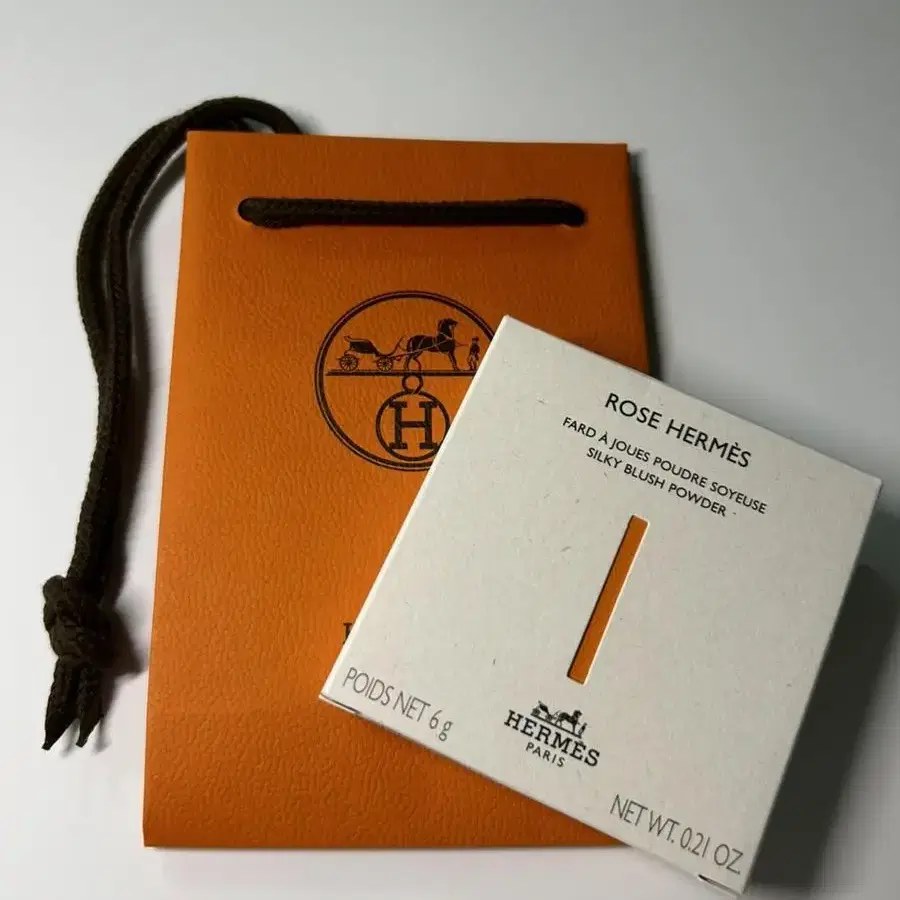 H
ROSE HERMÈS
FARD À JOUES POUDRE SOYEUSE
SILKY BLUSH POWDER
POIDS NET 6 g
HERMÈS
PARIS
NET WT. 0.21 OZ